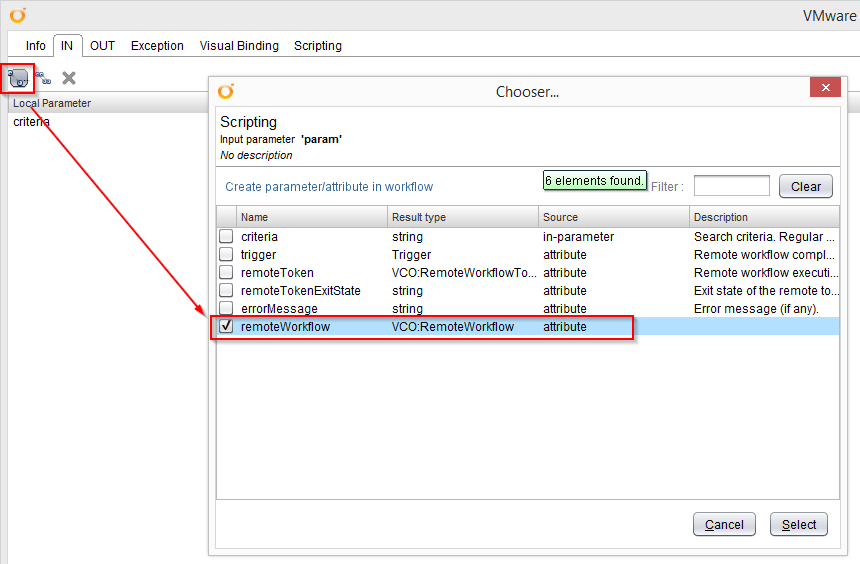 VMware
Info IN OUT Exception Visual Binding Scripting
Local Parameter
criteria
Chooser...
Scripting
Input parameter 'param'
No description
Create parameter/attribute in workflow
6 elements found.
Filter :
Clear
Name Result type Source Description
criteria string in-parameter Search criteria. Regular ...
trigger Trigger attribute Remote workflow compl...
remoteToken VCO:RemoteWorkflowTo... attribute Remote workflow executi...
remoteTokenExitState string attribute Exit state of the remote to...
errorMessage string attribute Error message (if any).
remoteWorkflow VCO:RemoteWorkflow attribute
Cancel Select